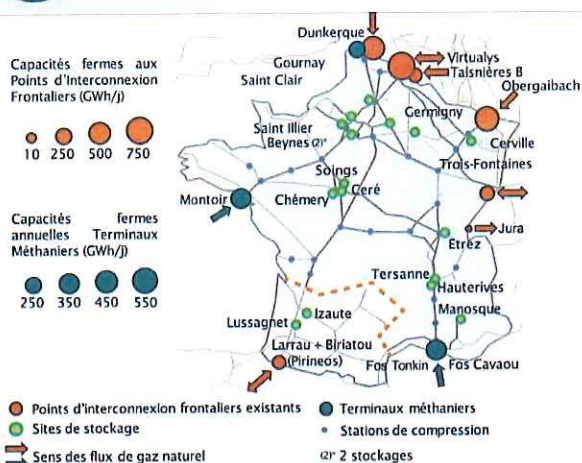 Capacités fermes aux
Points d'Interconnexion
Frontaliers (GWh/j)
10 250 500 750
Capacités fermes
annuelles Terminaux
Méthaniers (GWh/j)
250 350 450 550
Dunkerque
Gournay
Saint Clair
Virtualys
Taisnières B
Obergaibach
Germigny
Saint Illier
Beynes (2)*
Cerville
Trois-Fontaines
Soings
Céré
Chémery
Montoir
Jura
Etrez
Tersanne
Hauterives
Manosque
Izaute
Lussagnet
Larrau + Biriatou
(Pirineos)
Fos Tonkin
Fos Cavaou
Points d'interconnexion frontaliers existants
Terminaux méthaniers
Sites de stockage
Stations de compression
Sens des flux de gaz naturel
(2)* 2 stockages